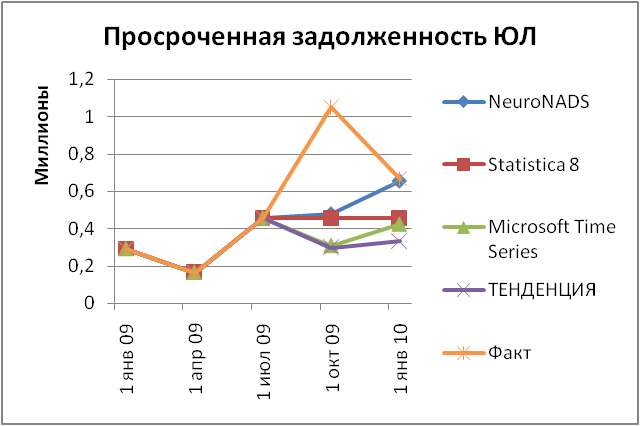 Просроченная задолженность ЮЛ
Миллионы
1,2
1
0,8
0,6
0,4
0,2
0
1 янв 09
1 апр 09
1 июл 09
1 окт 09
1 янв 10
NeuroNADS
Statistica 8
Microsoft Time
Series
ТЕНДЕНЦИЯ
Факт